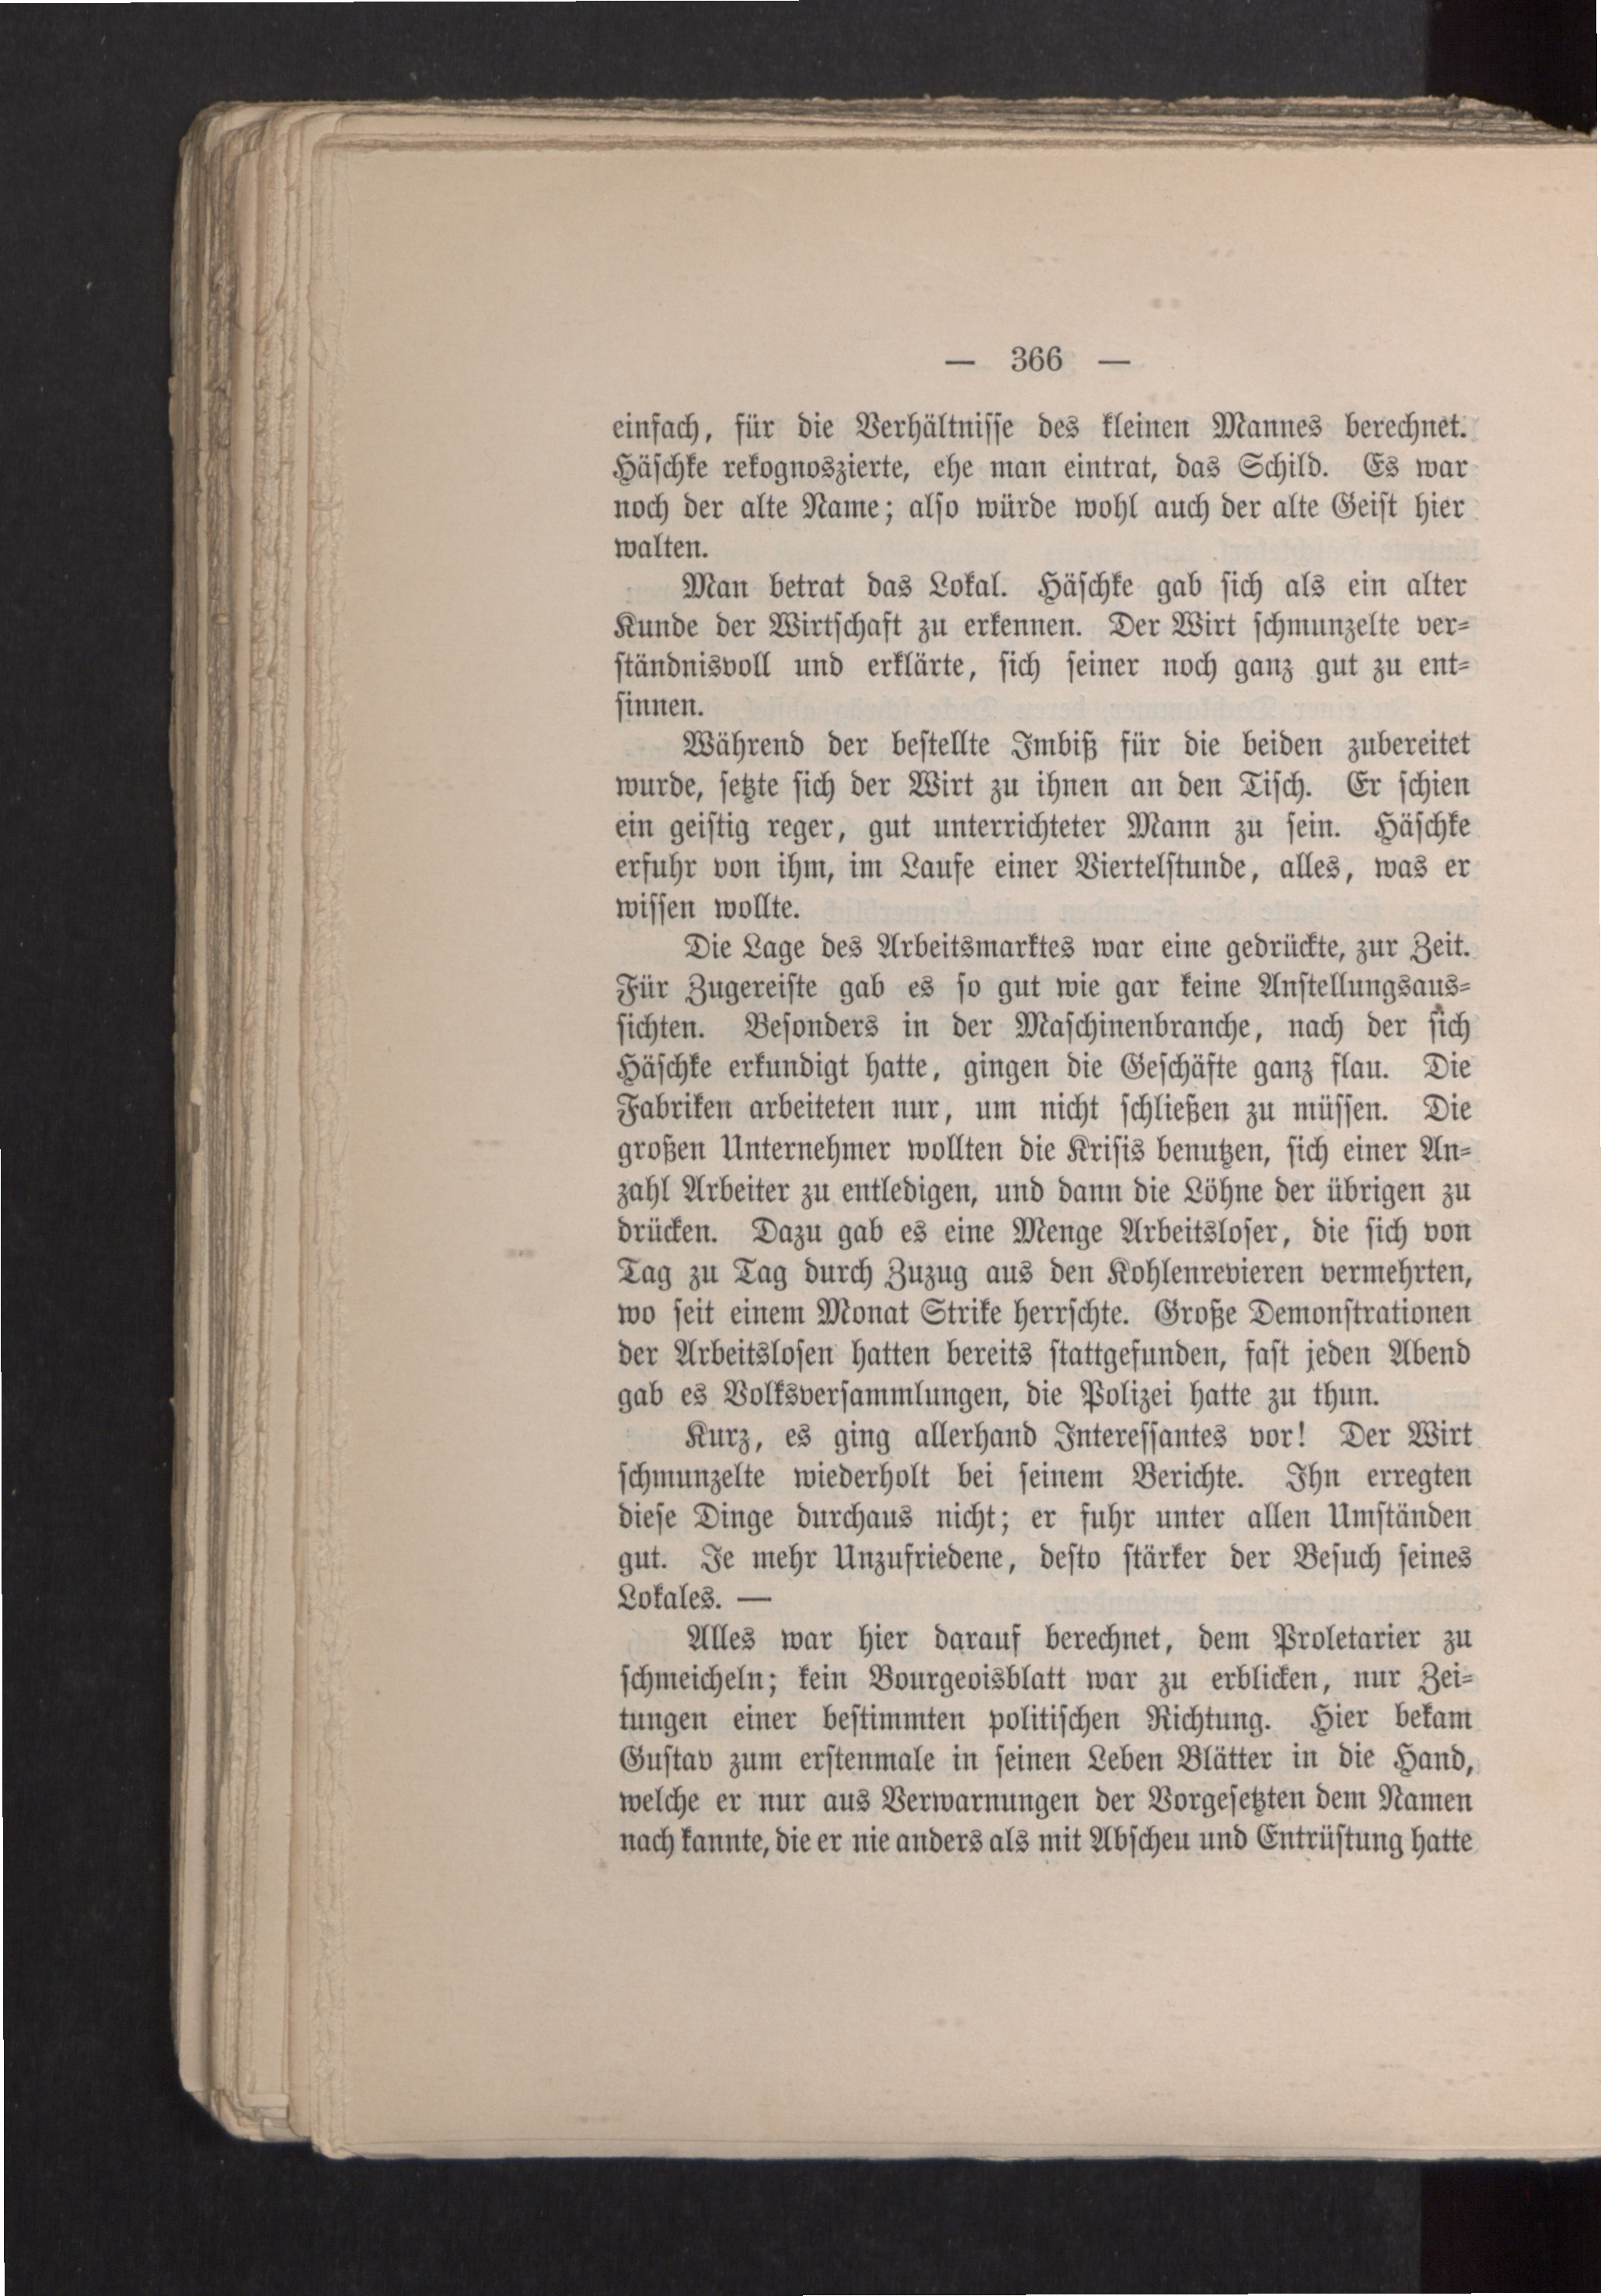 — 366 —
einfach, für die Verhältnisse des kleinen Mannes berechnet.
Häschke rekognoszierte, ehe man eintrat, das Schild. Es war
noch der alte Name; also würde wohl auch der alte Geist hier
walten.
Man betrat das Lokal. Häschke gab sich als ein alter
Kunde der Wirtschaft zu erkennen. Der Wirt schmunzelte ver-
ständnisvoll und erklärte, sich seiner noch ganz gut zu ent-
sinnen.
Während der bestellte Imbiß für die beiden zubereitet
wurde, setzte sich der Wirt zu ihnen an den Tisch. Er schien
ein geistig reger, gut unterrichteter Mann zu sein. Häschke
erfuhr von ihm, im Laufe einer Viertelstunde, alles, was er
wissen wollte.
Die Lage des Arbeitsmarktes war eine gedrückte, zur Zeit.
Für Zugereiste gab es so gut wie gar keine Anstellungsaus-
sichten. Besonders in der Maschinenbranche, nach der sich
Häschke erkundigt hatte, gingen die Geschäfte ganz flau. Die
Fabriken arbeiteten nur, um nicht schließen zu müssen. Die
großen Unternehmer wollten die Krisis benutzen, sich einer An-
zahl Arbeiter zu entledigen, und dann die Löhne der übrigen zu
drücken. Dazu gab es eine Menge Arbeitsloser, die sich von
Tag zu Tag durch Zuzug aus den Kohlenrevieren vermehrten,
wo seit einem Monat Strike herrschte. Große Demonstrationen
der Arbeitslosen hatten bereits stattgefunden, fast jeden Abend
gab es Volksversammlungen, die Polizei hatte zu thun.
Kurz, es ging allerhand Interessantes vor! Der Wirt
schmunzelte wiederholt bei seinem Berichte. Ihn erregten
diese Dinge durchaus nicht; er fuhr unter allen Umständen
gut. Je mehr Unzufriedene, desto stärker der Besuch seines
Lokales. —
Alles war hier darauf berechnet, dem Proletarier zu
schmeicheln; kein Bourgeoisblatt war zu erblicken, nur Zei-
tungen einer bestimmten politischen Richtung. Hier bekam
Gustav zum erstenmale in seinen Leben Blätter in die Hand,
welche er nur aus Verwarnungen der Vorgesetzten dem Namen
nach kannte, die er nie anders als mit Abscheu und Entrüstung hatte